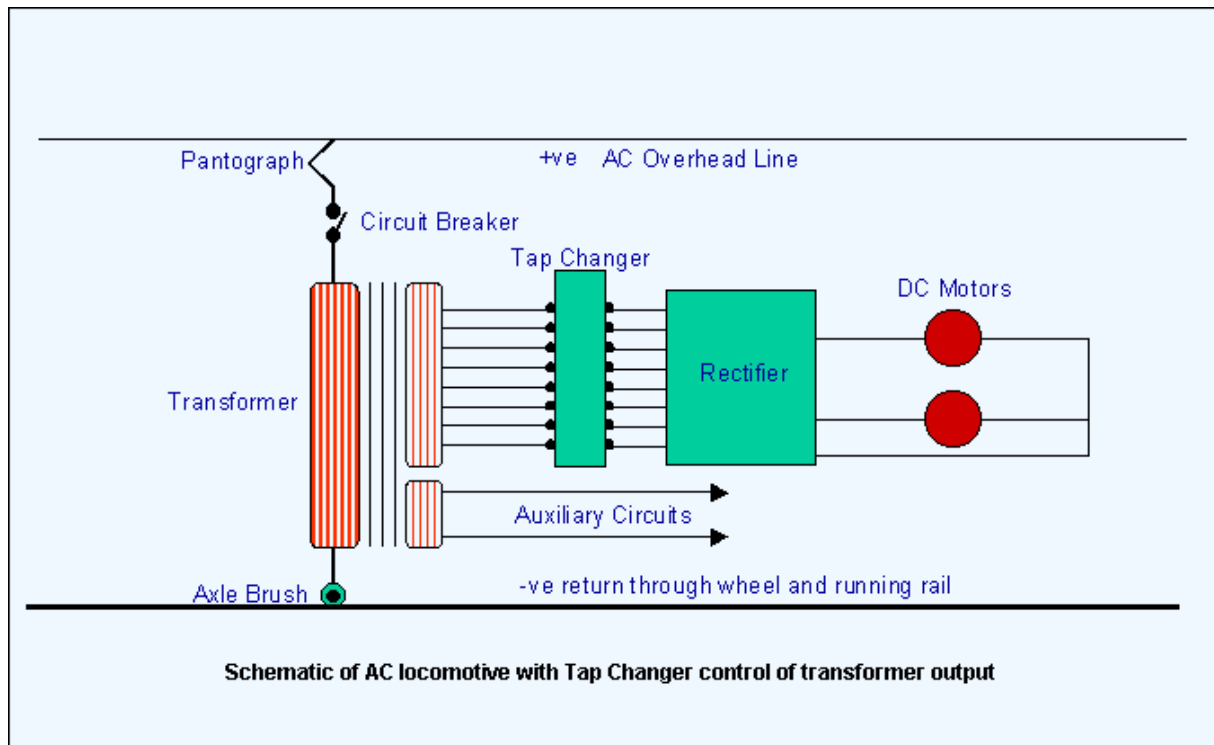 Pantograph
+ve AC Overhead Line
Circuit Breaker
Tap Changer
DC Motors
Rectifier
Transformer
Auxiliary Circuits
Axle Brush
-ve return through wheel and running rail
Schematic of AC locomotive with Tap Changer control of transformer output